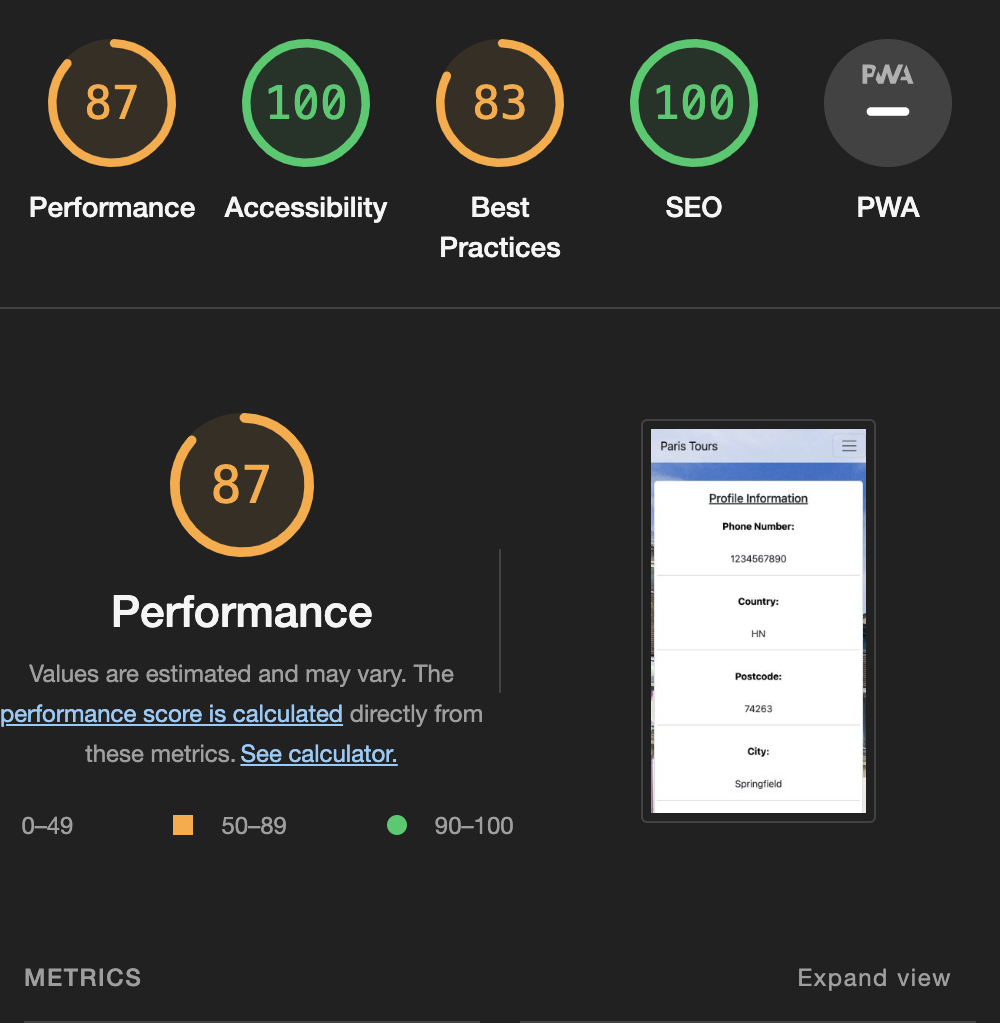 87
100
83
100
PWA
Performance
Accessibility
Best
Practices
SEO
PWA
87
Performance
Values are estimated and may vary. The
performance score is calculated directly from
these metrics. See calculator.
0–49
50–89
90–100
Paris Tours
Profile Information
Phone Number:
1234567890
Country:
HN
Postcode:
74263
City:
Springfield
METRICS
Expand view